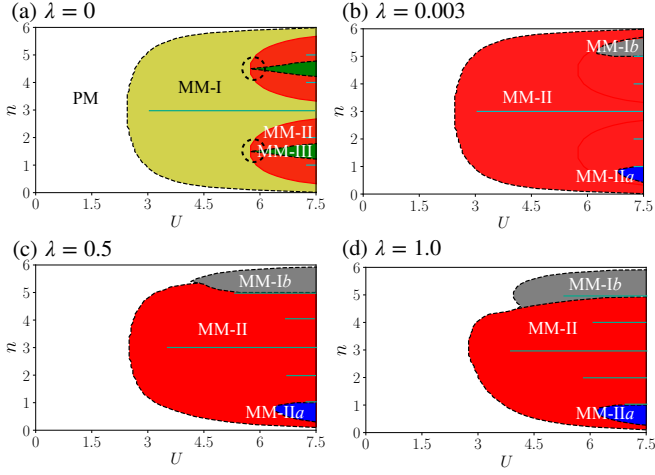 (a) λ = 0
n
6
5
4
3
2
1
0
PM
MM-I
MM-II
MM-III
0
1.5
3
4.5
6
7.5
U
(b) λ = 0.003
n
6
5
4
3
2
1
0
MM-Ib
MM-II
MM-IIa
0
1.5
3
4.5
6
7.5
U
(c) λ = 0.5
n
6
5
4
3
2
1
0
MM-Ib
MM-II
MM-IIa
0
1.5
3
4.5
6
7.5
U
(d) λ = 1.0
n
6
5
4
3
2
1
0
MM-Ib
MM-II
MM-IIa
0
1.5
3
4.5
6
7.5
U